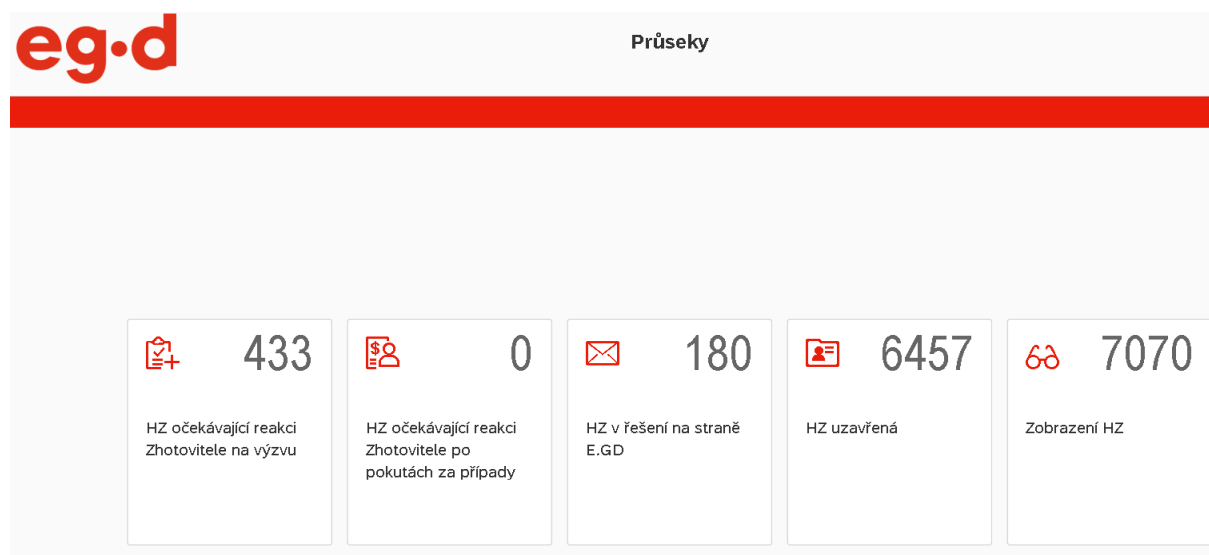 eg·d
Průseky
433
HZ očekávající reakci
Zhotovitele na výzvu
0
HZ očekávající reakci
Zhotovitele po
pokutách za případy
180
HZ v řešení na straně
E.GD
6457
HZ uzavřená
7070
Zobrazení HZ